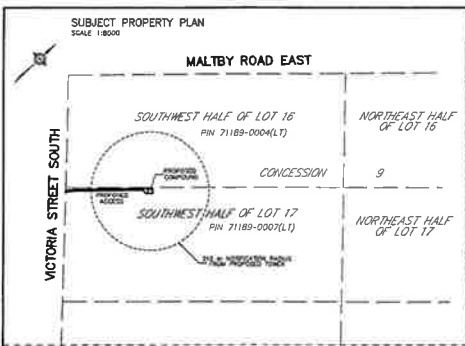 SUBJECT PROPERTY PLAN
SCALE 1:8000
MALTBY ROAD EAST
VICTORIA STREET SOUTH
SOUTHWEST HALF OF LOT 16
PIN 71189-0004(LT)
NORTHEAST HALF
OF LOT 16
PROPOSED
COMPOUND
CONCESSION 9
PROPOSED
ACCESS
SOUTHWEST HALF OF LOT 17
PIN 71189-0007(LT)
NORTHEAST HALF
OF LOT 17
m NOTIFICATION RADIUS
FROM PROPOSED TOWER